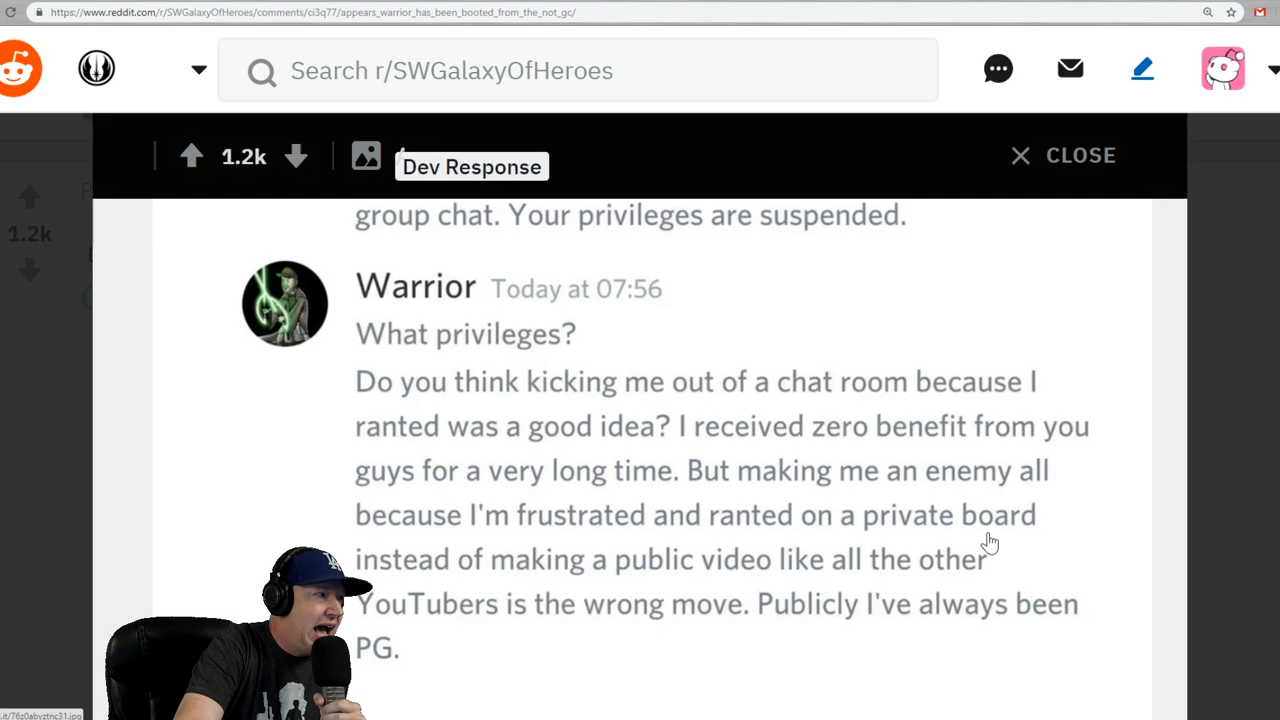 https://www.reddit.com/r/SWGalaxyOfHeroes/comments/ci3q77/appears_warrior_has_been_booted_from_the_not_gc/
Search r/SWGalaxyOfHeroes
1.2k
Dev Response
CLOSE
1.2k
group chat. Your privileges are suspended.
Warrior Today at 07:56
What privileges?
Do you think kicking me out of a chat room because I
ranted was a good idea? I received zero benefit from you
guys for a very long time. But making me an enemy all
because I'm frustrated and ranted on a private board
instead of making a public video like all the other
YouTubers is the wrong move. Publicly I've always been
PG.
LA